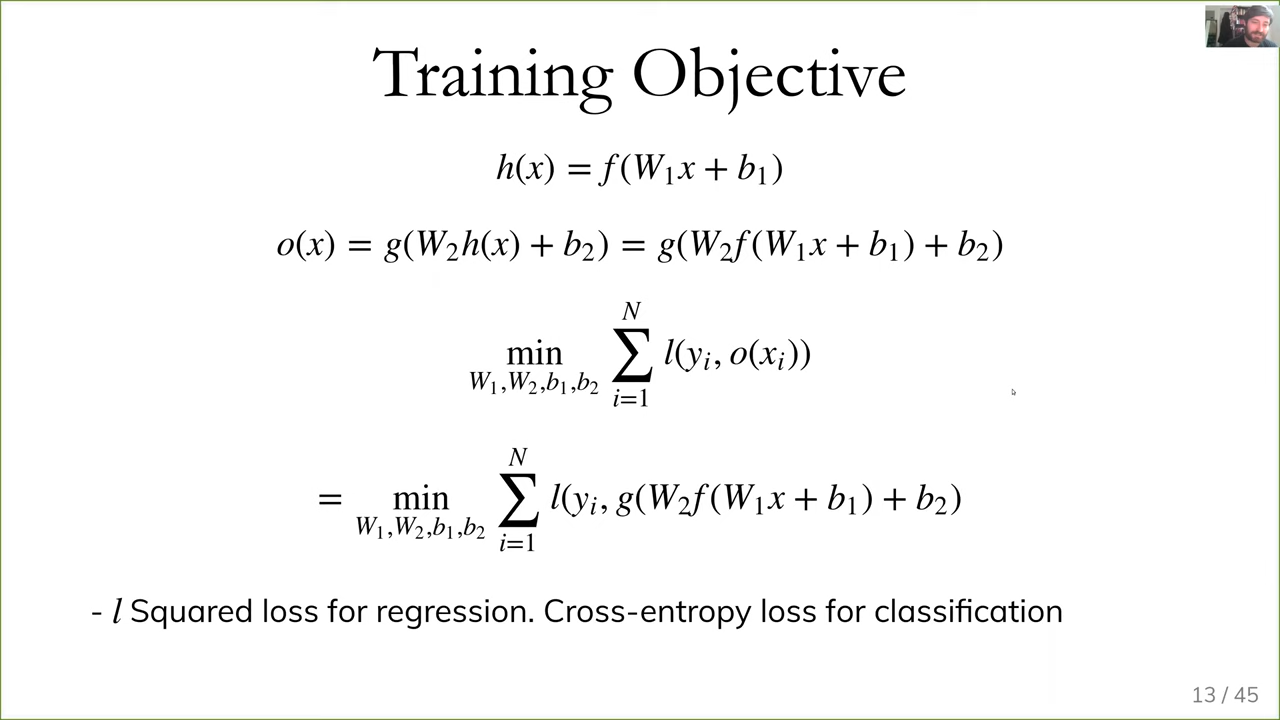 Training Objective
h(x) = f(W₁x + b₁)
o(x) = g(W₂h(x) + b₂) = g(W₂f(W₁x + b₁) + b₂)
min_{W₁,W₂,b₁,b₂} ∑_{i=1}^{N} l(yᵢ, o(xᵢ))
= min_{W₁,W₂,b₁,b₂} ∑_{i=1}^{N} l(yᵢ, g(W₂f(W₁x + b₁) + b₂)
- l Squared loss for regression. Cross-entropy loss for classification
13 / 45